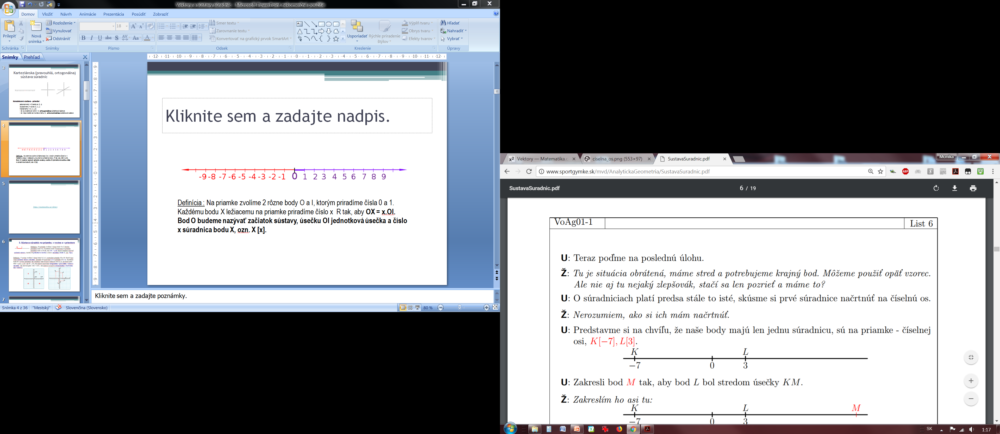 Vektory a sústavy súradníc - Microsoft PowerPoint nekomerčné použitie
Domov Vložiť Návrh Animácie Prezentácia Posúdiť Zobraziť
Prilepiť
Schránka
Nová snímka
Rozloženie
Vynulovať
Odstrániť
Snímky
18
B I U abc S AV Aa A
Písmo
Smer textu
Zarovnanie textu
Konvertovať na grafický prvok SmartArt
Odsek
Usporiadať
Rýchle priradenie štýlov
Výplň tvaru
Obrys tvaru
Efekty tvarov
Kreslenie
Hľadať
Nahradiť
Vybrať
Úpravy
Snímky Prehľad
3
Karteziánska (pravouhlá, ortogonálna)
sústava súradníc
4
5
6
3. Sústava súradníc na priamke, v rovine a v priestore
7
Kliknite sem a zadajte nadpis.
-9 -8 -7 -6 -5 -4 -3 -2 -1 0 1 2 3 4 5 6 7 8 9
Definícia : Na priamke zvolíme 2 rôzne body O a I, ktorým priradíme čísla 0 a 1.
Každému bodu X ležiacemu na priamke priradíme číslo x R tak, aby OX = x.OI.
Bod O budeme nazývať začiatok sústavy, úsečku OI jednotková úsečka a číslo
x súradnica bodu X, ozn. X [x].
Kliknite sem a zadajte poznámky.
Snímka 4 z 36 "Mestský" Slovenčina (Slovensko) 80 %
Vektory — Matematika.c
ciselna_os.png (553×97)
SustavaSuradnic.pdf
Monika
www.sportgymke.sk/mvd/AnalytickaGeometria/SustavaSuradnic.pdf
ABP
SustavaSuradnic.pdf 6 / 19
VoAg01-1 List 6
U: Teraz poďme na poslednú úlohu.
Ž: Tu je situácia obrátená, máme stred a potrebujeme krajný bod. Môžeme použiť opäť vzorec.
Ale nie aj tu nejaký zlepšovák, stačí sa len pozrieť a máme to?
U: O súradniciach platí predsa stále to isté, skúsme si prvé súradnice načrtnúť na číselnú os.
Ž: Nerozumiem, ako si ich mám načrtnúť.
U: Predstavme si na chvíľu, že naše body majú len jednu súradnicu, sú na priamke - číselnej
osi, K[−7], L[3].
K L
−7 0 3
U: Zakresli bod M tak, aby bod L bol stredom úsečky KM.
Ž: Zakreslím ho asi tu:
K L M
−7 0 3
SK 1:17